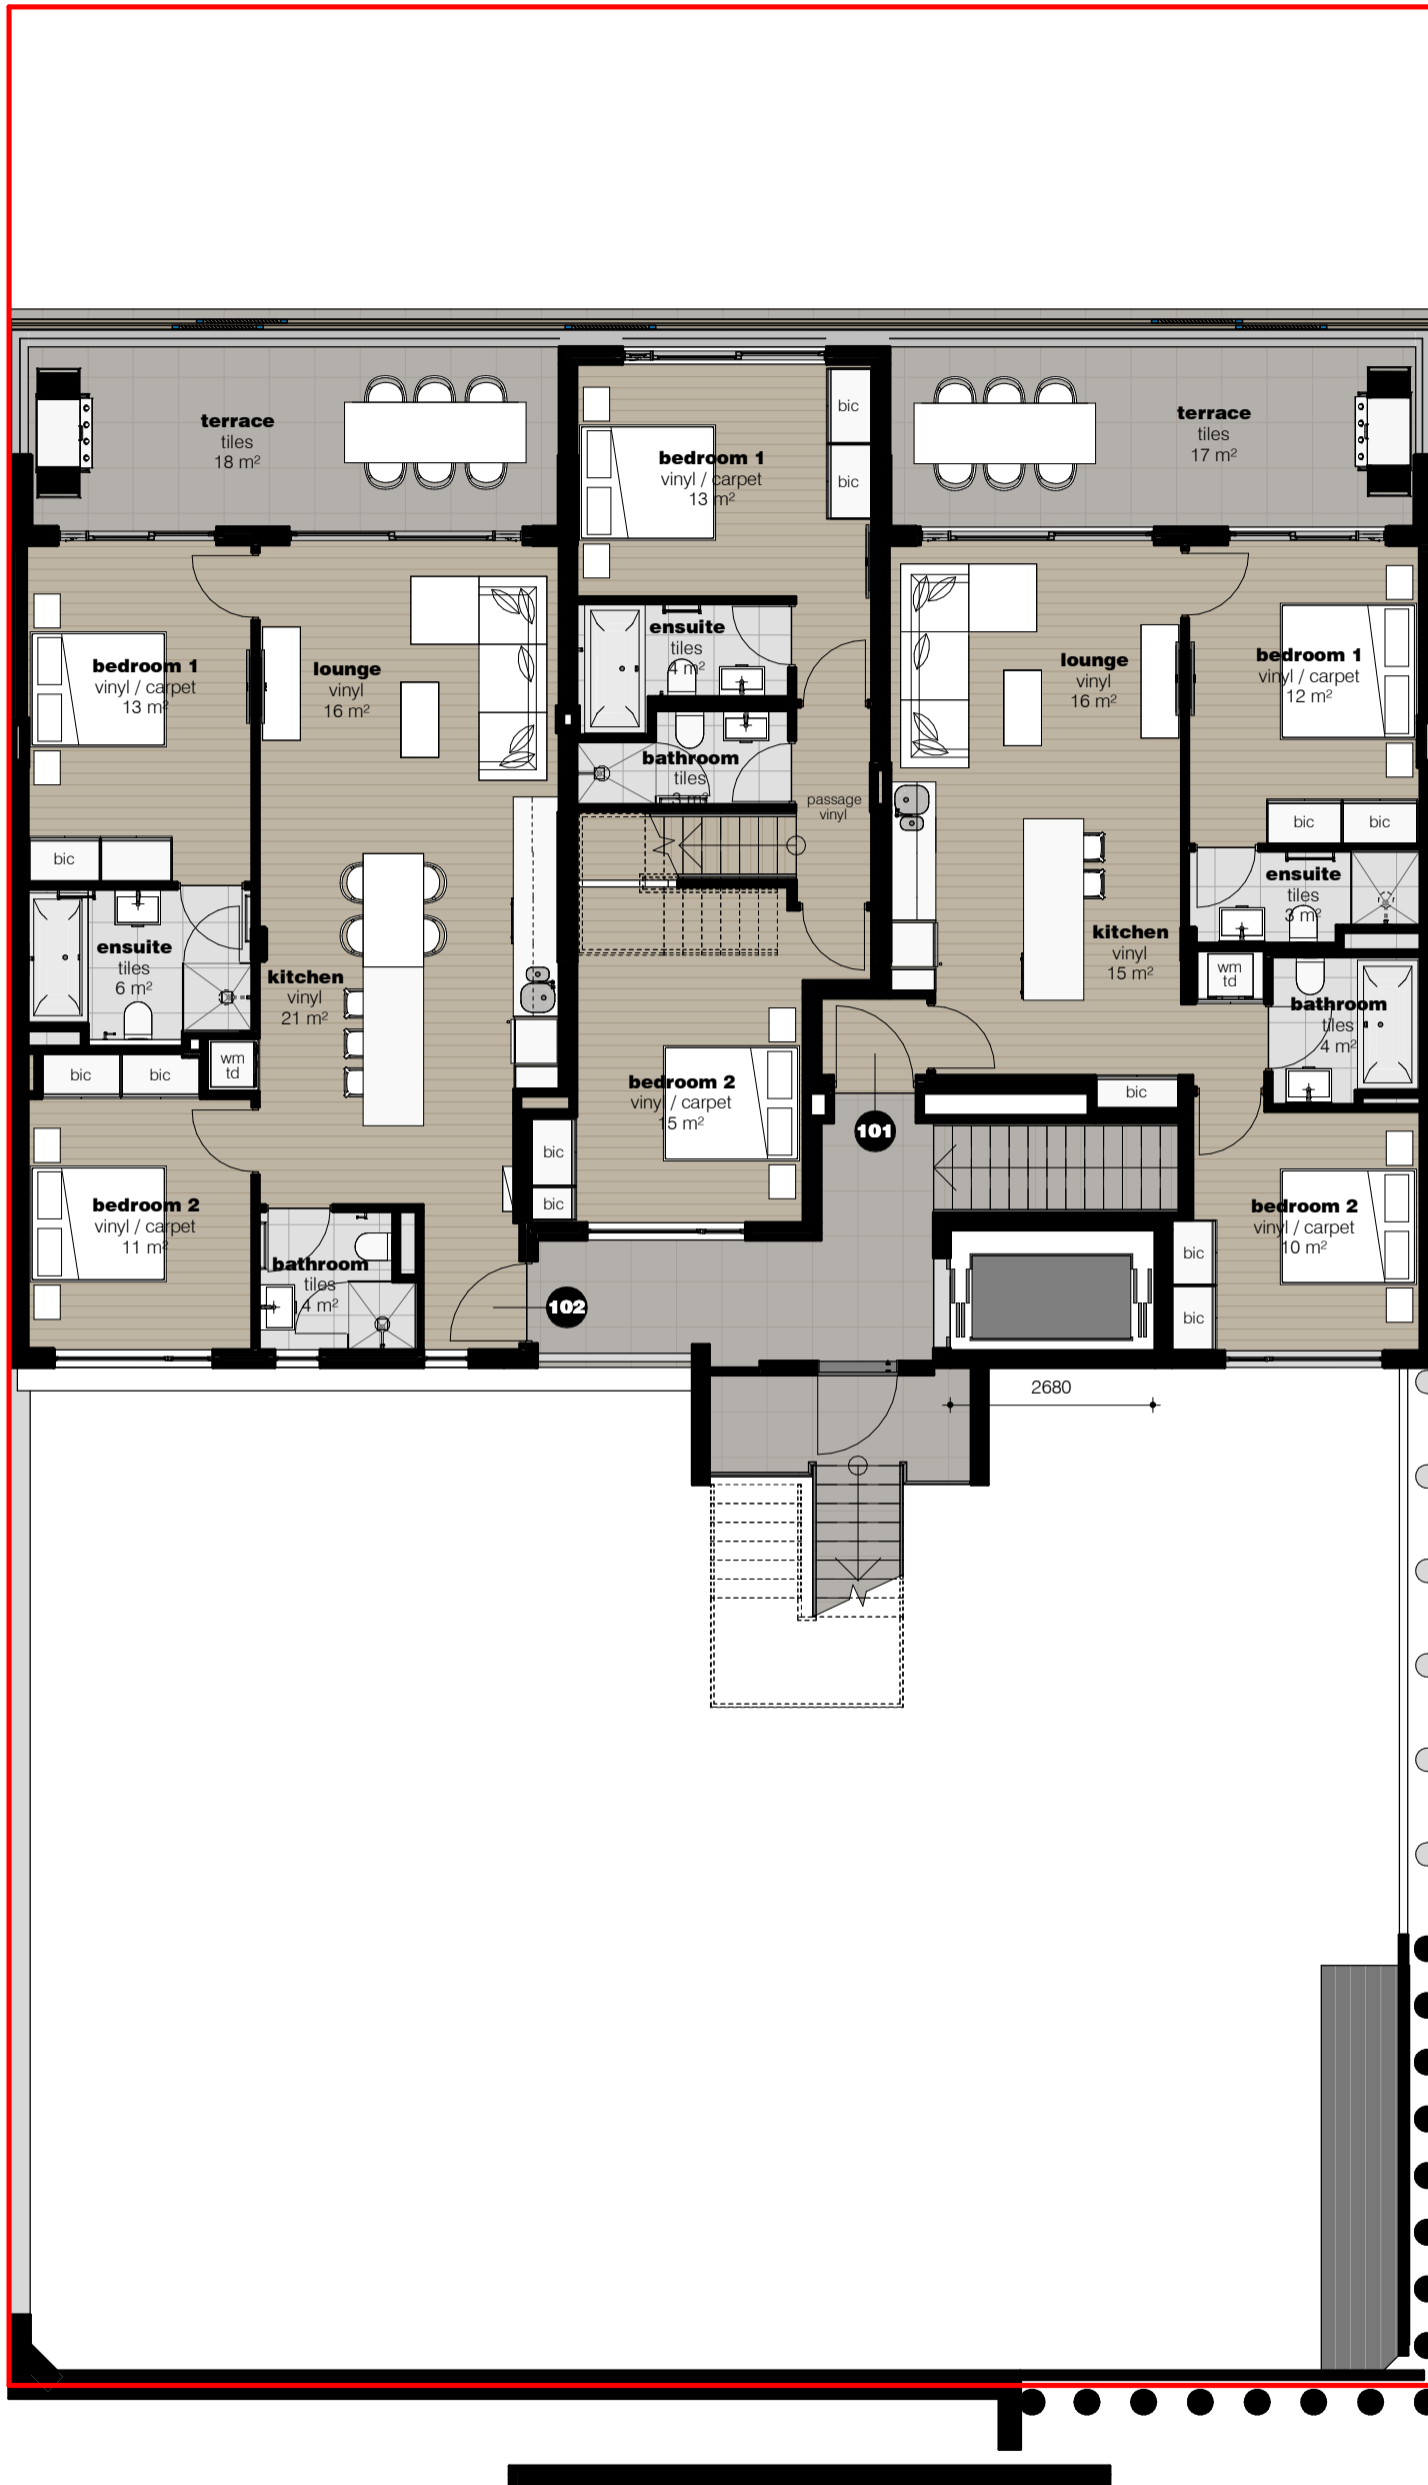 terrace
tiles
18 m²
bedroom 1
vinyl / carpet
13 m²
bic
bic
terrace
tiles
17 m²
bedroom 1
vinyl / carpet
13 m²
lounge
vinyl
16 m²
ensuite
tiles
4 m²
lounge
vinyl
16 m²
bedroom 1
vinyl / carpet
12 m²
bathroom
tiles
3 m²
passage
vinyl
bic
bic
bic
ensuite
tiles
6 m²
kitchen
vinyl
21 m²
kitchen
vinyl
15 m²
ensuite
tiles
3 m²
wm
td
bathroom
tiles
4 m²
bic
bic
wm
td
bedroom 2
vinyl / carpet
15 m²
bic
101
bic
bic
bedroom 2
vinyl / carpet
11 m²
bathroom
tiles
4 m²
102
bedroom 2
vinyl / carpet
10 m²
bic
bic
2680